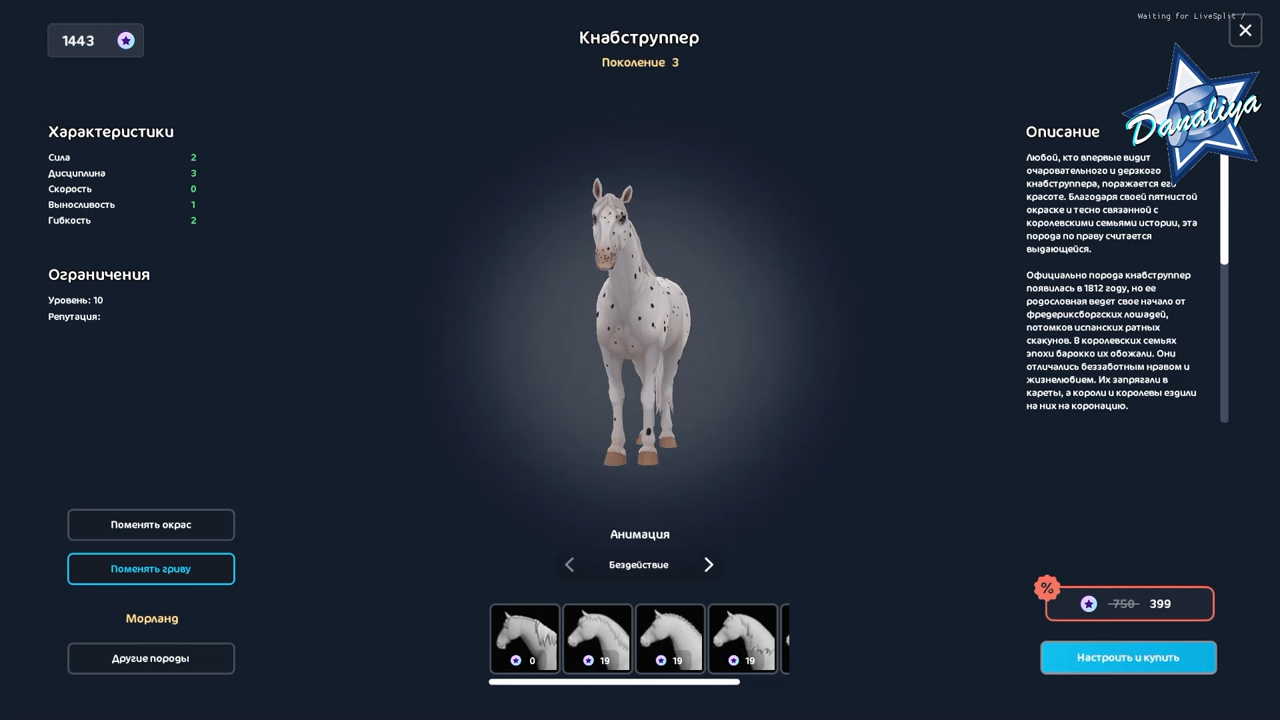 Waiting for LiveSplit /
1443
Кнабструппер
Поколение 3
Danaliya
Характеристики
Сила 2
Дисциплина 3
Скорость 0
Выносливость 1
Гибкость 2
Ограничения
Уровень: 10
Репутация:
Описание
Любой, кто впервые видит
очаровательного и дерзкого
кнабструппера, поражается его
красоте. Благодаря своей пятнистой
окраске и тесно связанной с
королевскими семьями истории, эта
порода по праву считается
выдающейся.
Официально порода кнабструппер
появилась в 1812 году, но ее
родословная ведет свое начало от
фредериксборгских лошадей,
потомков испанских ратных
скакунов. В королевских семьях
эпохи барокко их обожали. Они
отличались беззаботным нравом и
жизнелюбием. Их запрягали в
кареты, а короли и королевы ездили
на них на коронацию.
Поменять окрас
Поменять гриву
Морланд
Другие породы
Анимация
Бездействие
0
19
19
19
%
750 399
Настроить и купить